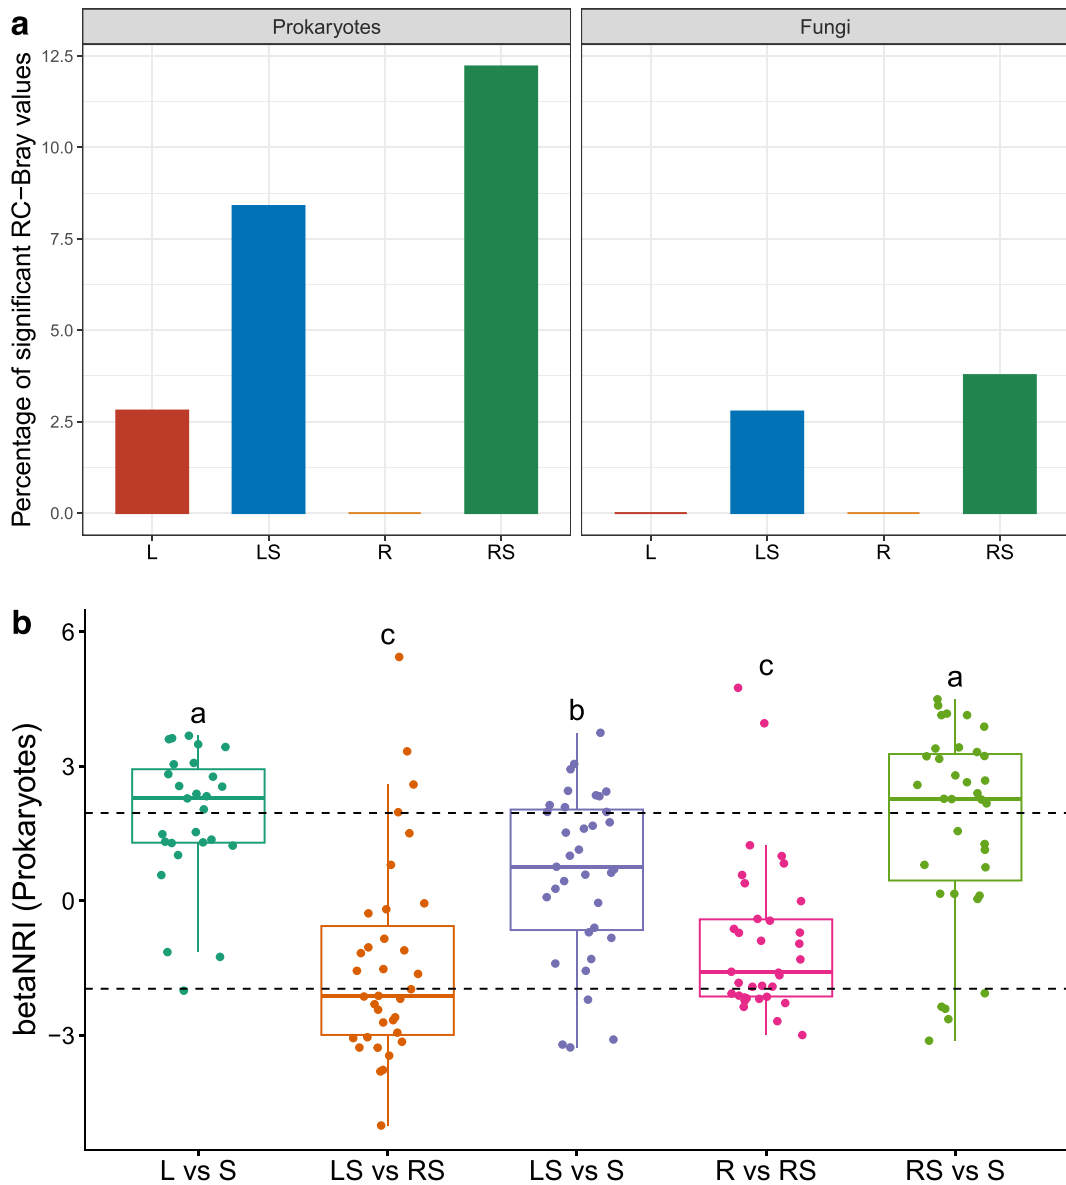 a
Prokaryotes
Fungi
Percentage of significant RC−Bray values
12.5
10.0
7.5
5.0
2.5
0.0
L
LS
R
RS
L
LS
R
RS
b
betaNRI (Prokaryotes)
6
3
0
−3
a
c
b
c
a
L vs S
LS vs RS
LS vs S
R vs RS
RS vs S